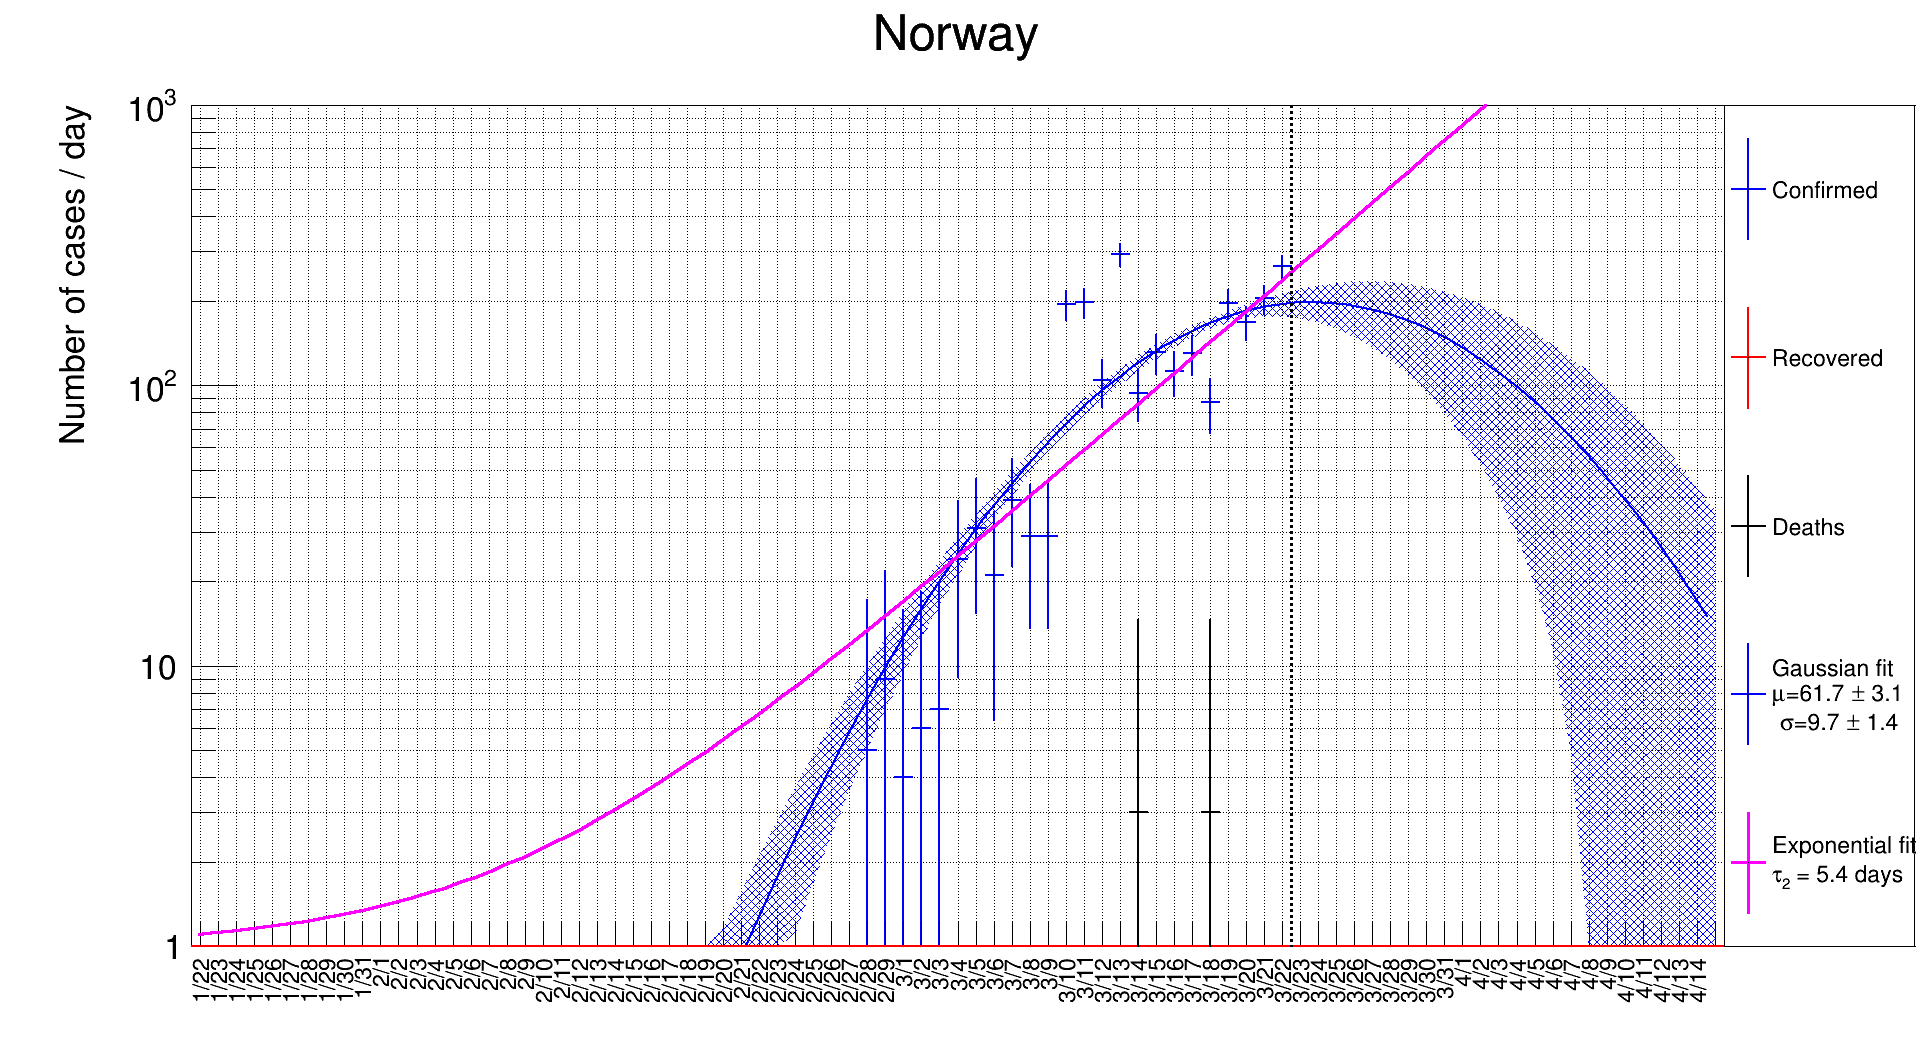 Norway
Number of cases / day
10³
10²
10
1
1/22 1/23 1/24 1/25 1/26 1/27 1/28 1/29 1/30 1/31 2/1 2/2 2/3 2/4 2/5 2/6 2/7 2/8 2/9 2/10 2/11 2/12 2/13 2/14 2/15 2/16 2/17 2/18 2/19 2/20 2/21 2/22 2/23 2/24 2/25 2/26 2/27 2/28 2/29 3/1 3/2 3/3 3/4 3/5 3/6 3/7 3/8 3/9 3/10 3/11 3/12 3/13 3/14 3/15 3/16 3/17 3/18 3/19 3/20 3/21 3/22 3/23 3/24 3/25 3/26 3/27 3/28 3/29 3/30 3/31 4/1 4/2 4/3 4/4 4/5 4/6 4/7 4/8 4/9 4/10 4/11 4/12 4/13 4/14
Confirmed
Recovered
Deaths
Gaussian fit
μ=61.7 ± 3.1
σ=9.7 ± 1.4
Exponential fit
τ₂ = 5.4 days